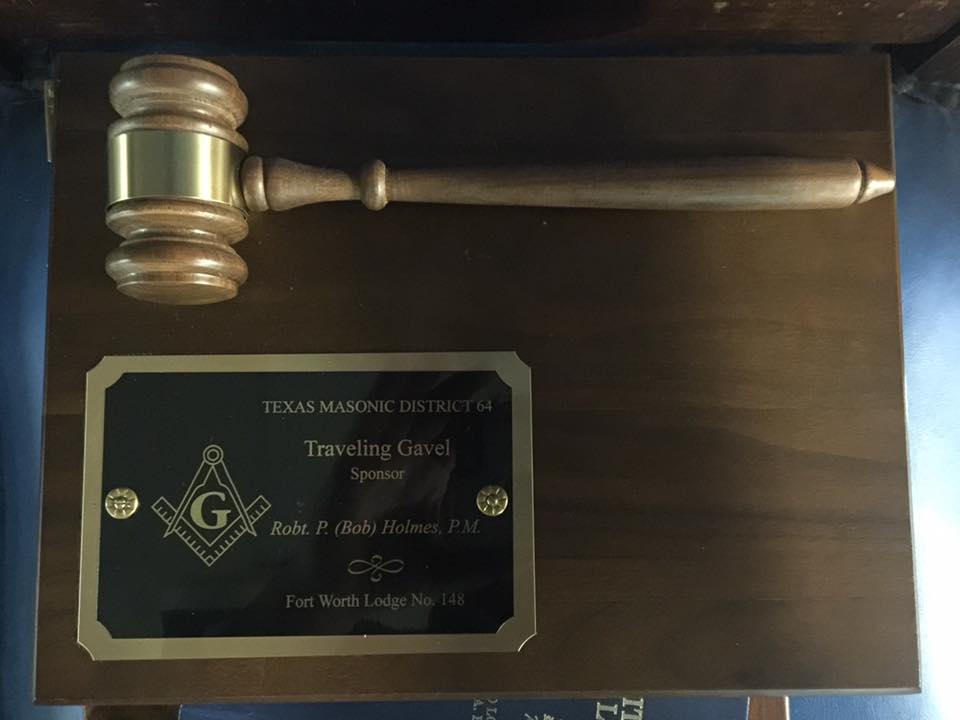 TEXAS MASONIC DISTRICT 64
Traveling Gavel
Sponsor
G
Robt. P. (Bob) Holmes, P.M.
Fort Worth Lodge No. 148